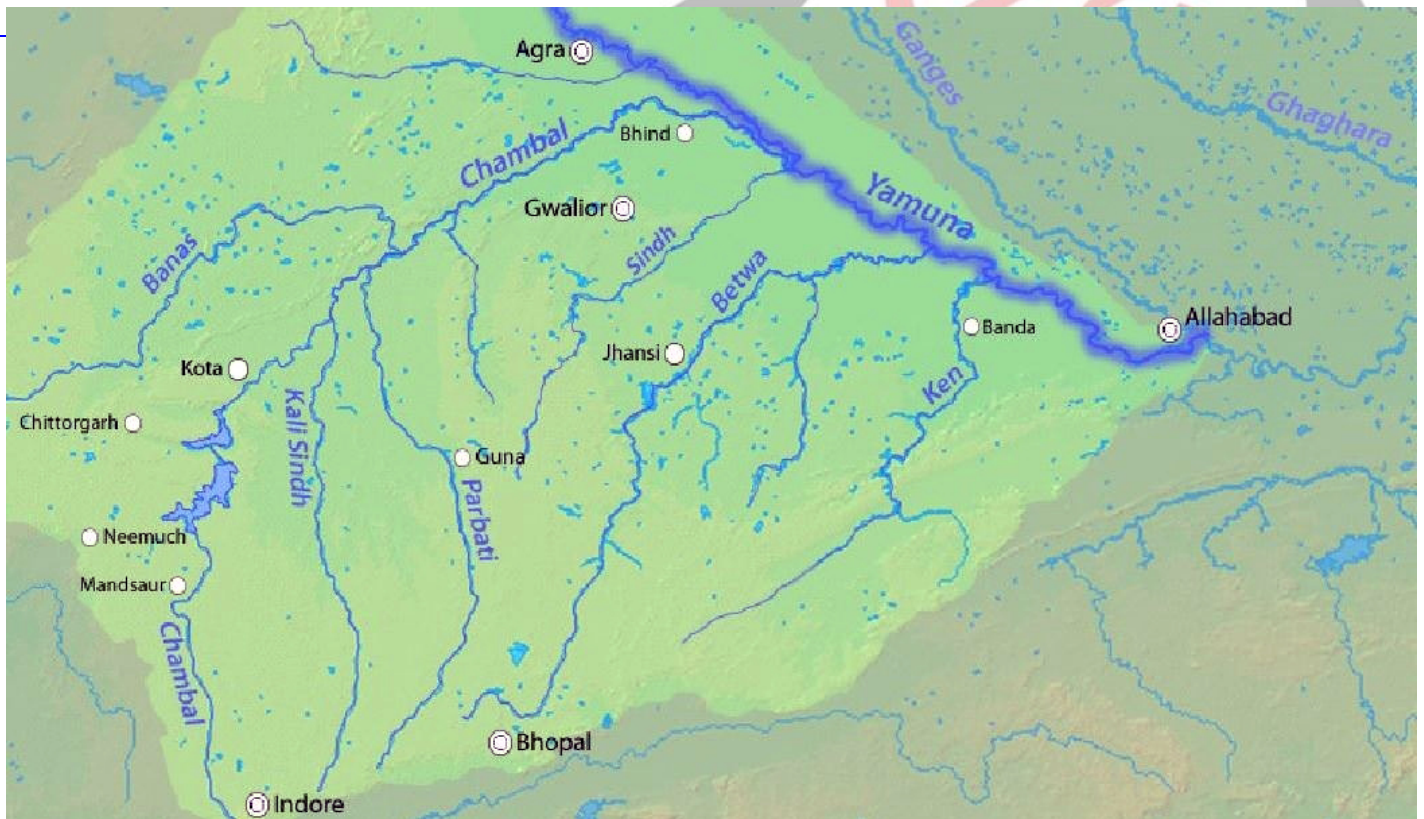 Agra
Ganges
Ghaghara
Chambal
Bhind
Yamuna
Gwalior
Sindh
Banas
Betwa
Allahabad
Banda
Jhansi
Kota
Ken
Chittorgarh
Kali Sindh
Guna
Parbati
Neemuch
Mandsaur
Chambal
Bhopal
Indore